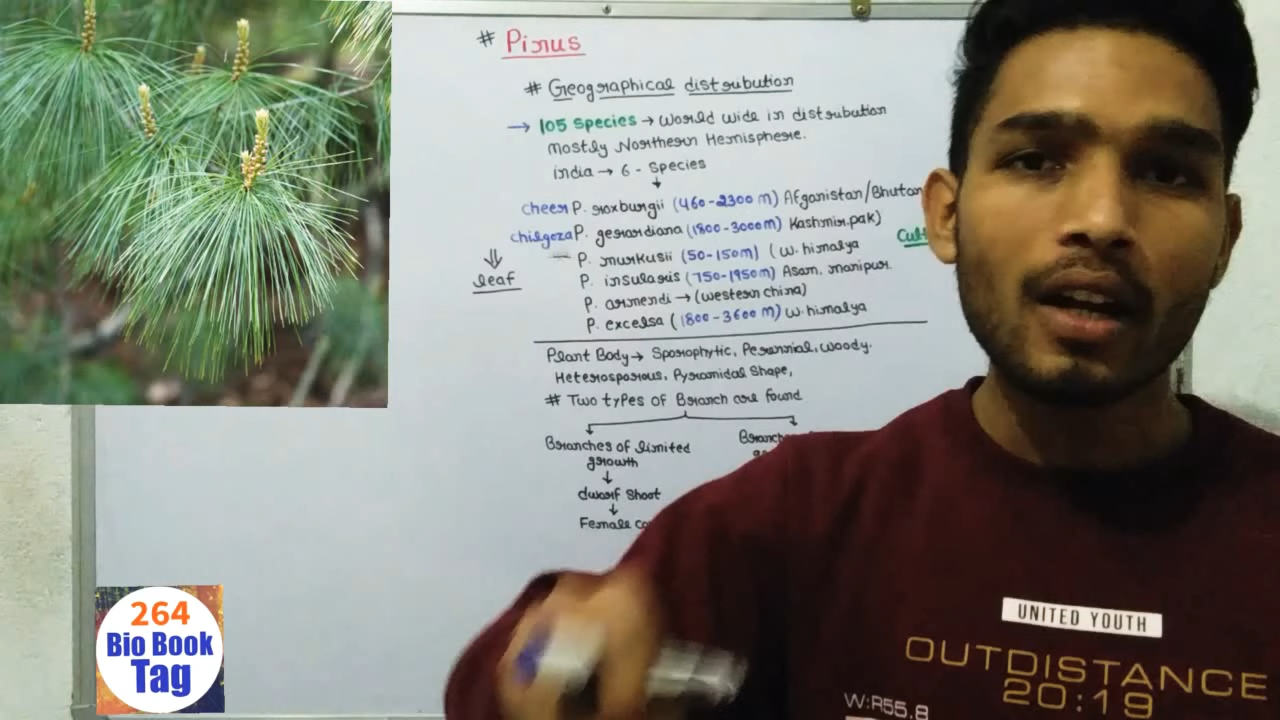 # Pinus
# Geographical distribution
→ 105 Species → World wide in distribution
mostly Northern Hemisphere.
india → 6 - Species
↓
cheer P. roxburgii (460-2300 m) Afganistan/Bhutan
chilgoza P. gerardiana (1800-3000m) Kashmir, pak)
P. murkusii (50-150m) (w. himalya
P. insularis (750-1950m) Asam, manipur.
P. armendi → (western china)
P. excelsa (1800-3600 m) w. himalya
⇓
leaf
Plant Body → Sporophytic, Perennial, woody.
Heterosporous, Pyramidal Shape,
# Two types of Branch are found
Branches of limited
growth
↓
dwarf Shoot
↓
Female
264
Bio Book
Tag
UNITED YOUTH
OUTDISTANCE
20:19
W:R55.8